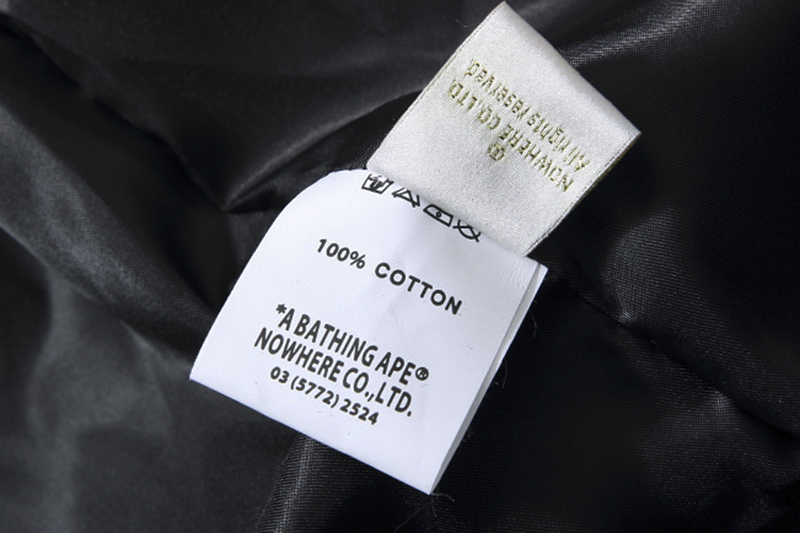 © NOWHERE CO.LTD.
All rights reserved.
100% COTTON
*A BATHING APE®
NOWHERE CO.,LTD.
03 (5772) 2524